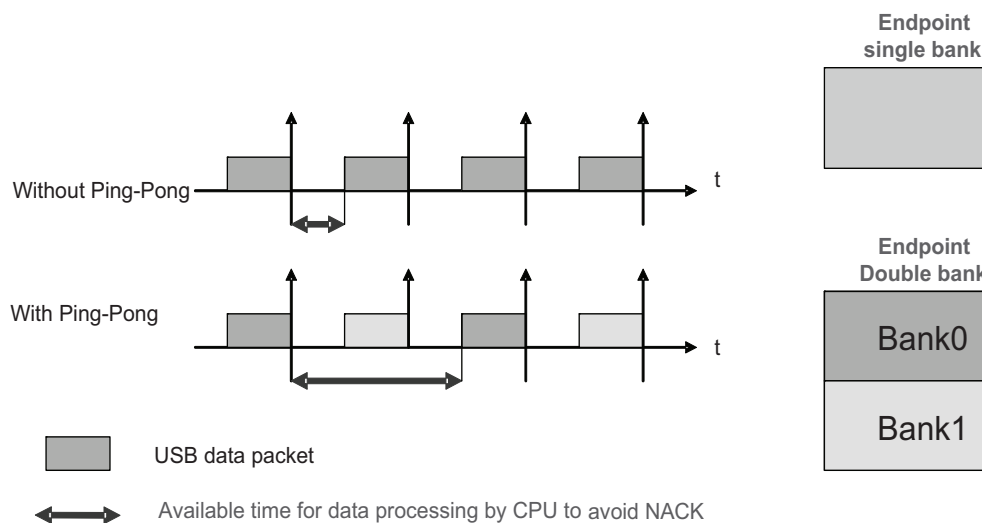 Endpoint
single bank
Without Ping-Pong
t
Endpoint
Double bank
With Ping-Pong
t
Bank0
Bank1
USB data packet
Available time for data processing by CPU to avoid NACK